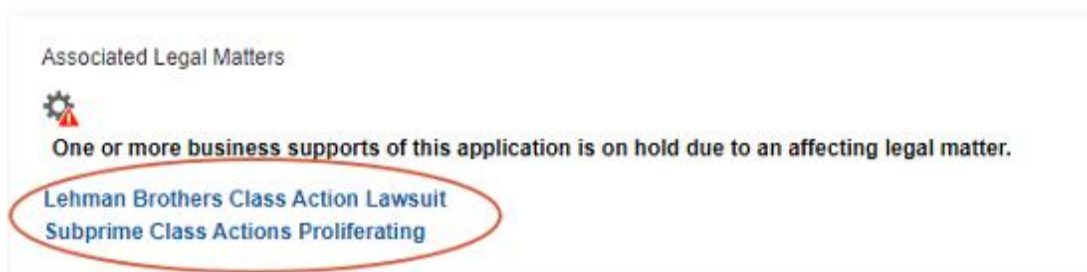 Associated Legal Matters
One or more business supports of this application is on hold due to an affecting legal matter.
Lehman Brothers Class Action Lawsuit
Subprime Class Actions Proliferating